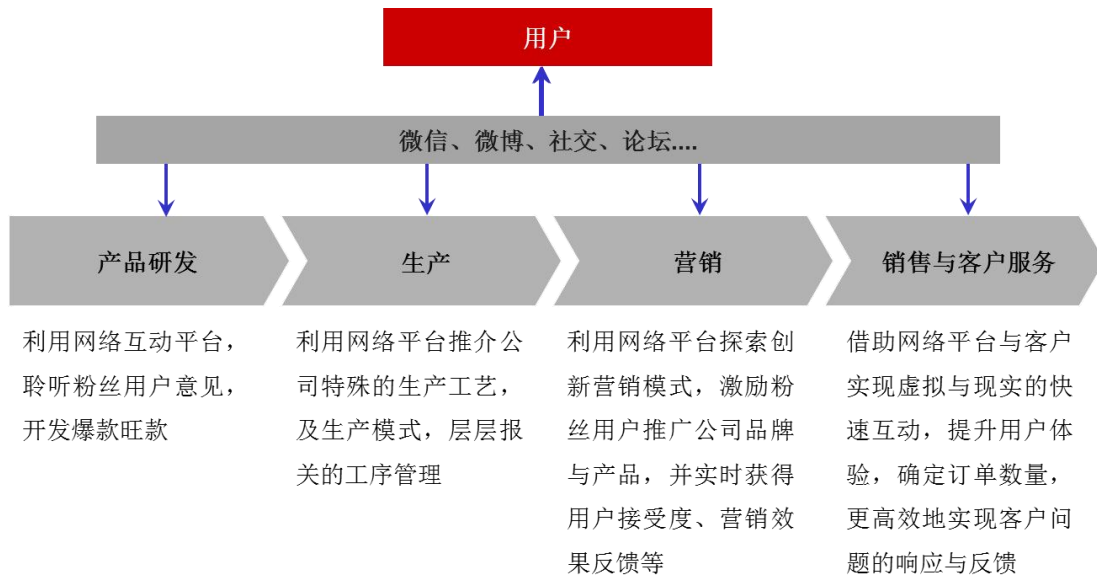 用户
微信、微博、社交、论坛....
产品研发
生产
营销
销售与客户服务
利用网络互动平台，
聆听粉丝用户意见，
开发爆款旺款
利用网络平台推介公
司特殊的生产工艺，
及生产模式，层层报
关的工序管理
利用网络平台探索创
新营销模式，激励粉
丝用户推广公司品牌
与产品，并实时获得
用户接受度、营销效
果反馈等
借助网络平台与客户
实现虚拟与现实的快
速互动，提升用户体
验，确定订单数量，
更高效地实现客户问
题的响应与反馈